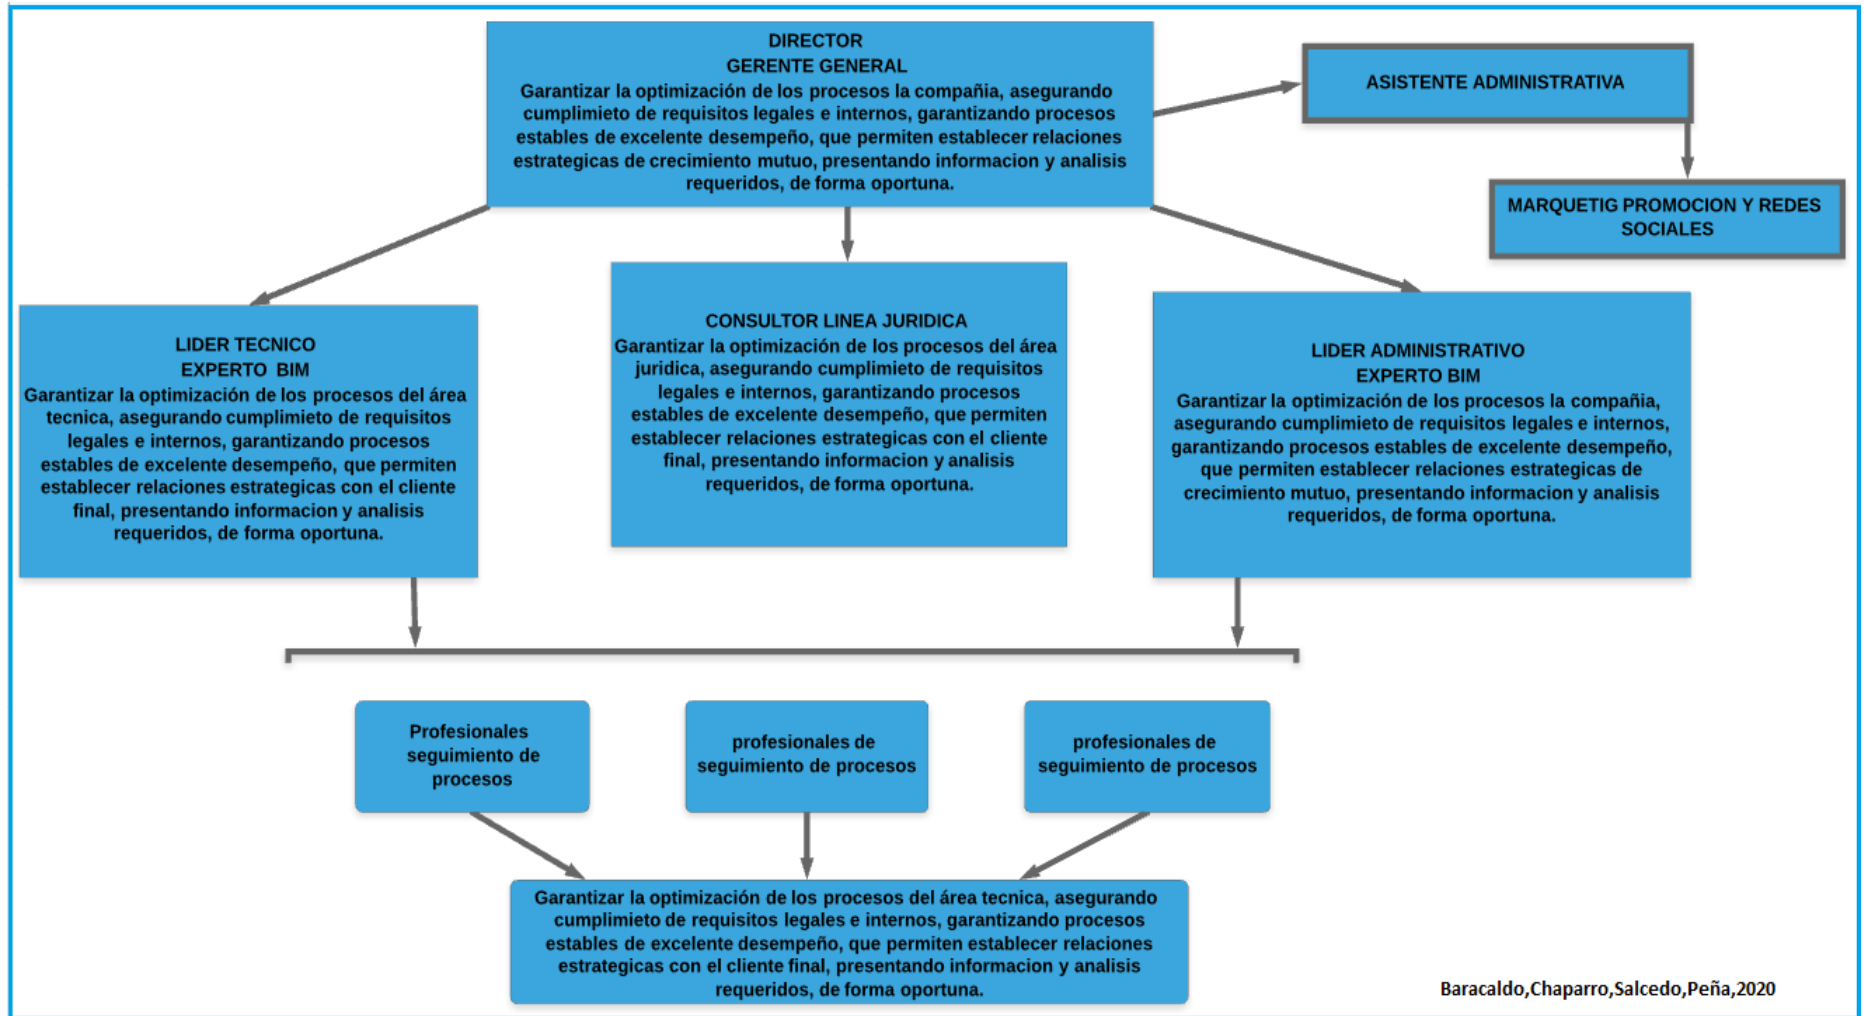 DIRECTOR
GERENTE GENERAL
Garantizar la optimización de los procesos la compañia, asegurando
cumplimieto de requisitos legales e internos, garantizando procesos
estables de excelente desempeño, que permiten establecer relaciones
estrategicas de crecimiento mutuo, presentando informacion y analisis
requeridos, de forma oportuna.
ASISTENTE ADMINISTRATIVA
MARQUETIG PROMOCION Y REDES
SOCIALES
LIDER TECNICO
EXPERTO BIM
Garantizar la optimización de los procesos del área
tecnica, asegurando cumplimieto de requisitos
legales e internos, garantizando procesos
estables de excelente desempeño, que permiten
establecer relaciones estrategicas con el cliente
final, presentando informacion y analisis
requeridos, de forma oportuna.
CONSULTOR LINEA JURIDICA
Garantizar la optimización de los procesos del área
juridica, asegurando cumplimieto de requisitos
legales e internos, garantizando procesos
estables de excelente desempeño, que permiten
establecer relaciones estrategicas con el cliente
final, presentando informacion y analisis
requeridos, de forma oportuna.
LIDER ADMINISTRATIVO
EXPERTO BIM
Garantizar la optimización de los procesos la compañia,
asegurando cumplimieto de requisitos legales e internos,
garantizando procesos estables de excelente desempeño,
que permiten establecer relaciones estrategicas de
crecimiento mutuo, presentando informacion y analisis
requeridos, de forma oportuna.
Profesionales
seguimiento de
procesos
profesionales de
seguimiento de procesos
profesionales de
seguimiento de procesos
Garantizar la optimización de los procesos del área tecnica, asegurando
cumplimieto de requisitos legales e internos, garantizando procesos
estables de excelente desempeño, que permiten establecer relaciones
estrategicas con el cliente final, presentando informacion y analisis
requeridos, de forma oportuna.
Baracaldo,Chaparro,Salcedo,Peña,2020